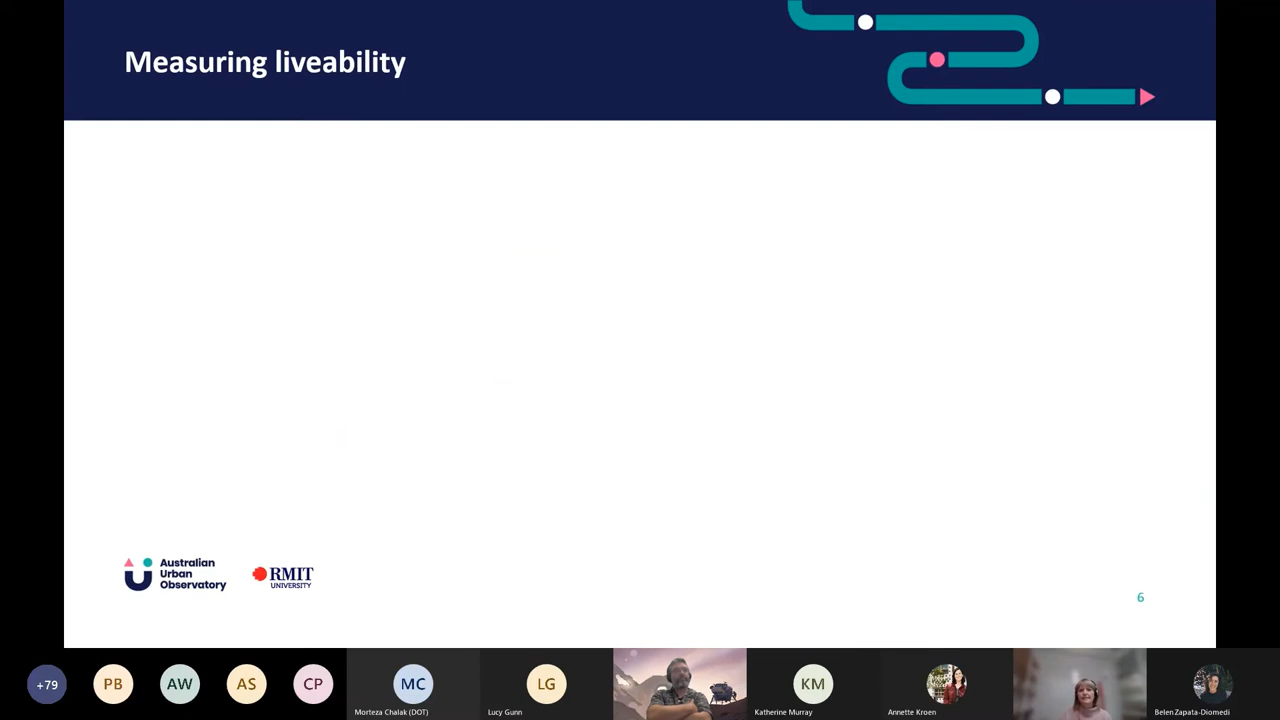 Measuring liveability
Australian
Urban
Observatory
RMIT
UNIVERSITY
6
+79
PB
AW
AS
CP
MC
LG
KM
Morteza Chalak (DOT)
Lucy Gunn
Katherine Murray
Annette Kroen
Belen Zapata-Diomedi